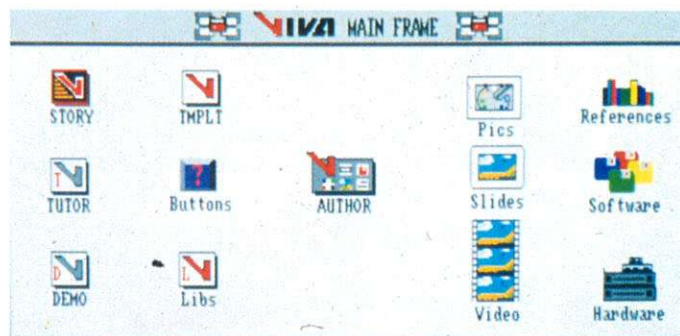 VIVA MAIN FRAME
STORY
TMPLT
Pics
References
TUTOR
Buttons
AUTHOR
Slides
Software
DEMO
Libs
Video
Hardware